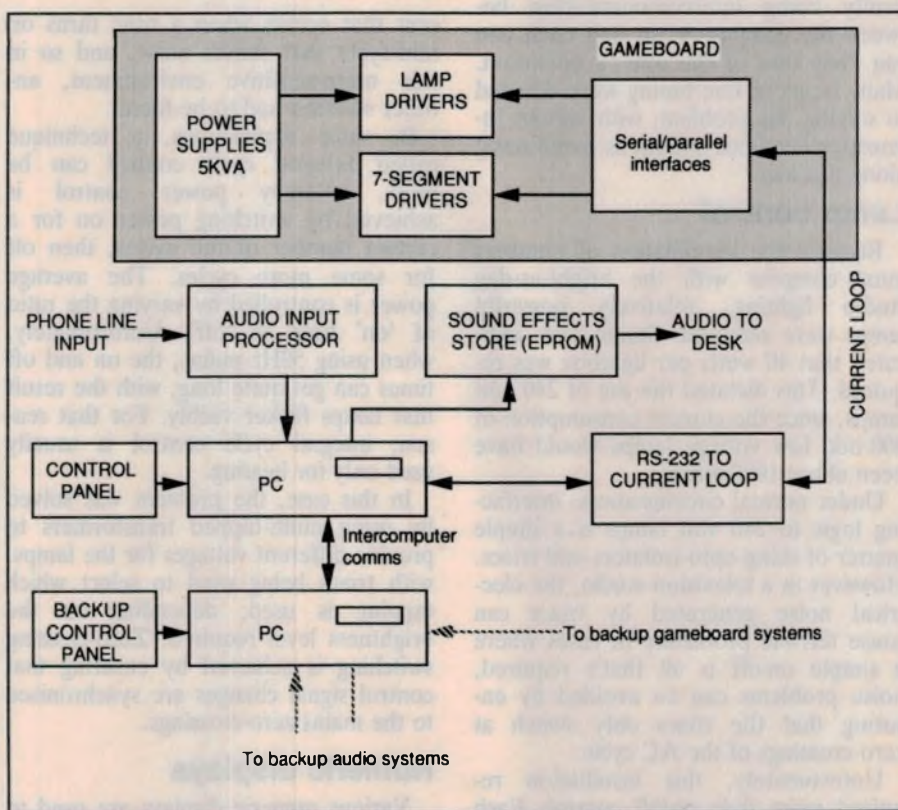 GAMEBOARD
POWER
SUPPLIES
5KVA
LAMP
DRIVERS
7-SEGMENT
DRIVERS
Serial/parallel
interfaces
CURRENT LOOP
PHONE LINE
INPUT
AUDIO INPUT
PROCESSOR
SOUND EFFECTS
STORE (EPROM)
AUDIO TO
DESK
CONTROL
PANEL
PC
RS-232 TO
CURRENT LOOP
Intercomputer
comms
BACKUP
CONTROL
PANEL
PC
To backup gameboard systems
To backup audio systems